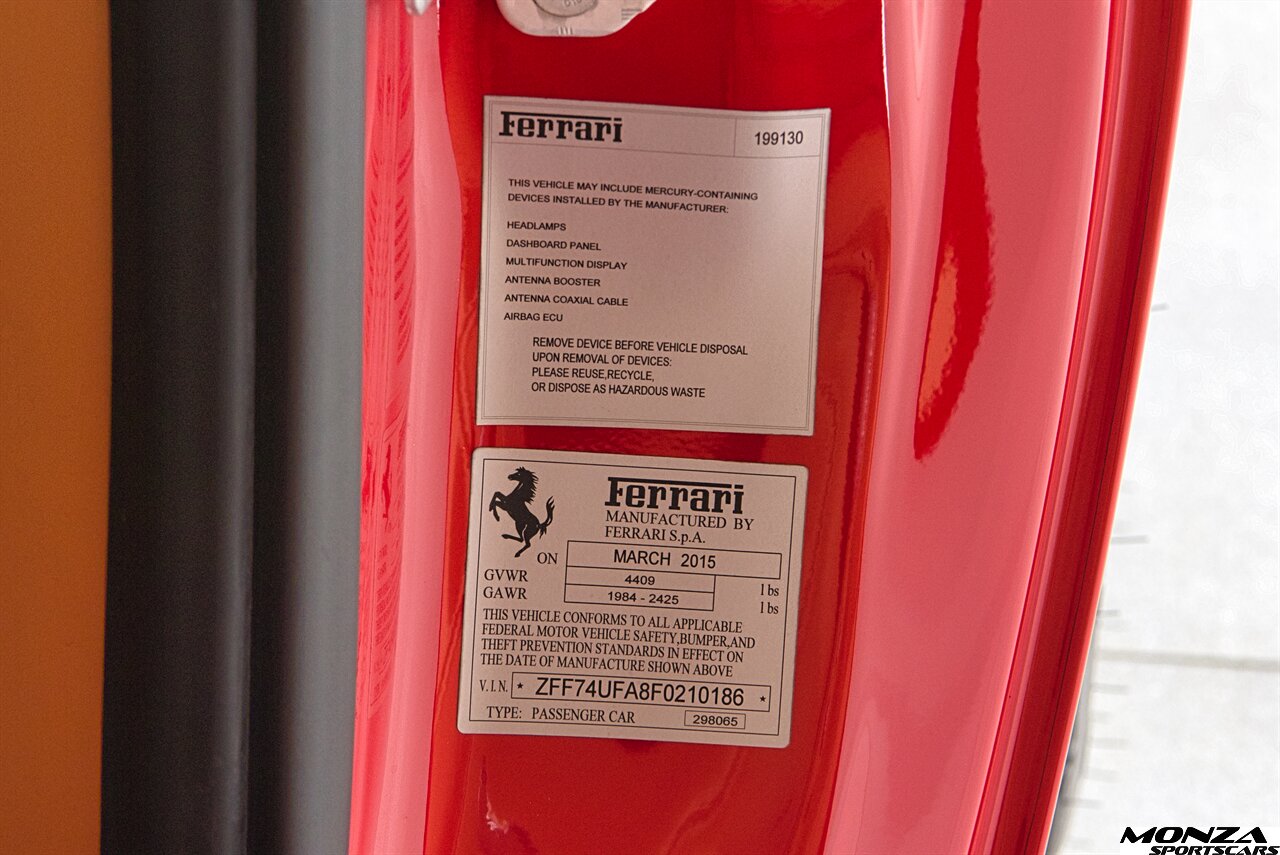 Ferrari
199130
THIS VEHICLE MAY INCLUDE MERCURY-CONTAINING
DEVICES INSTALLED BY THE MANUFACTURER:
HEADLAMPS
DASHBOARD PANEL
MULTIFUNCTION DISPLAY
ANTENNA BOOSTER
ANTENNA COAXIAL CABLE
AIRBAG ECU
REMOVE DEVICE BEFORE VEHICLE DISPOSAL
UPON REMOVAL OF DEVICES:
PLEASE REUSE,RECYCLE,
OR DISPOSE AS HAZARDOUS WASTE
Ferrari
MANUFACTURED BY
FERRARI S.p.A.
ON MARCH 2015
GVWR 4409 lbs
GAWR 1984 - 2425 lbs
THIS VEHICLE CONFORMS TO ALL APPLICABLE
FEDERAL MOTOR VEHICLE SAFETY,BUMPER,AND
THEFT PREVENTION STANDARDS IN EFFECT ON
THE DATE OF MANUFACTURE SHOWN ABOVE
V.I.N. * ZFF74UFA8F0210186 *
TYPE: PASSENGER CAR 298065
MONZA
SPORTSCARS